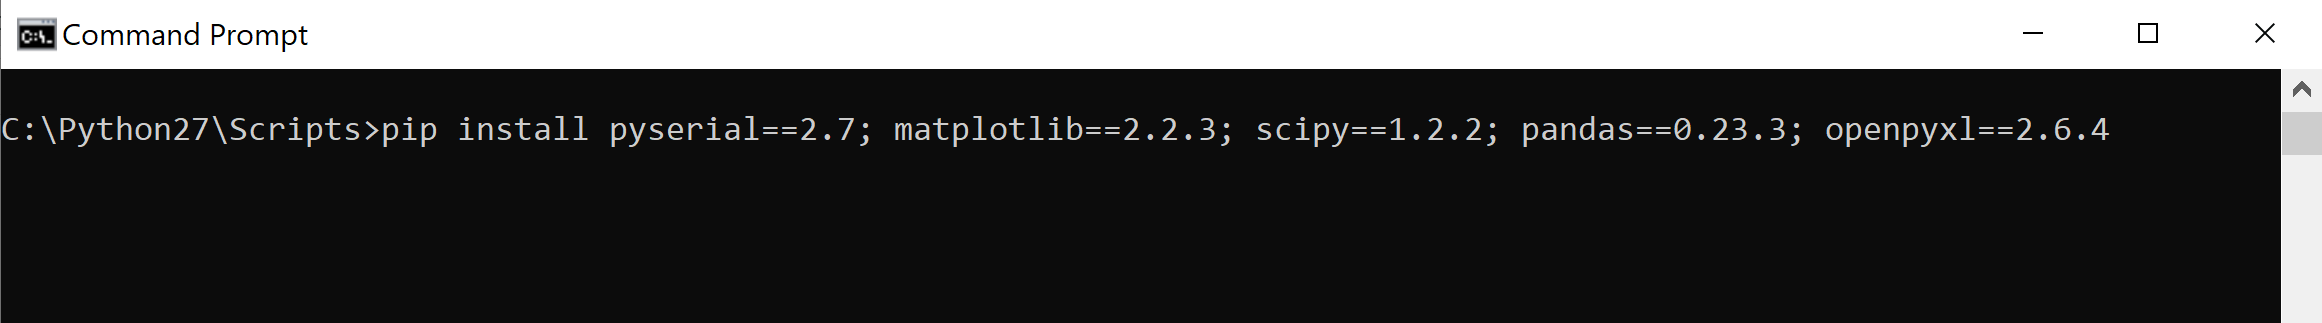 Command Prompt
C:\Python27\Scripts>pip install pyserial==2.7; matplotlib==2.2.3; scipy==1.2.2; pandas==0.23.3; openpyxl==2.6.4